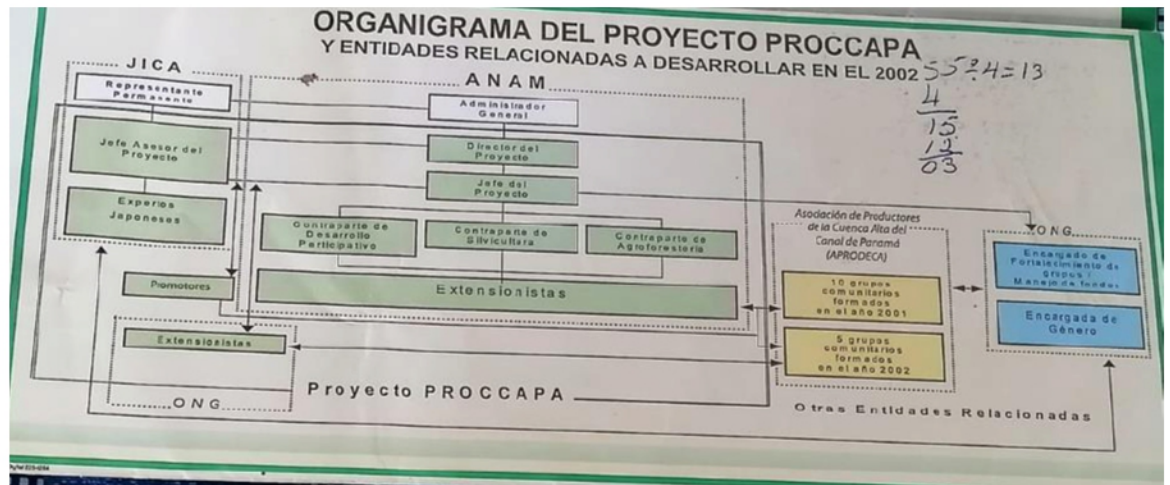 ORGANIGRAMA DEL PROYECTO PROCCAPA
Y ENTIDADES RELACIONADAS A DESARROLLAR EN EL 2002
55÷4=13
4
15
12
03
JICA
Representante
Permanente
Jefe Asesor del
Proyecto
Expertos
Japoneses
Promotores
Extensionistas
ONG
ANAM
Administrador
General
Director del
Proyecto
Jefe del
Proyecto
Contraparte de
Desarrollo
Participativo
Contraparte de
Silvicultura
Contraparte de
Agroforestería
Extensionistas
Proyecto PROCCAPA
Asociación de Productores
de la Cuenca Alta del
Canal de Panamá
(APRODECA)
10 grupos
comunitarios
formados
en el año 2001
5 grupos
comunitarios
formados
en el año 2002
ONG
Encargado de
Fortalecimiento de
grupos /
Manejo de fondos
Encargada de
Género
Otras Entidades Relacionadas